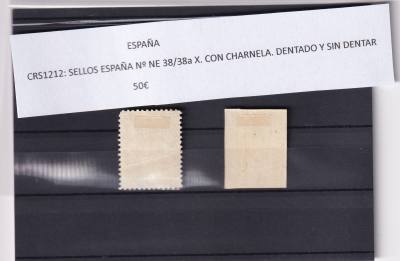 ESPAÑA
CRS1212: SELLOS ESPAÑA Nº NE 38/38a X. CON CHARNELA. DENTADO Y SIN DENTAR
50€